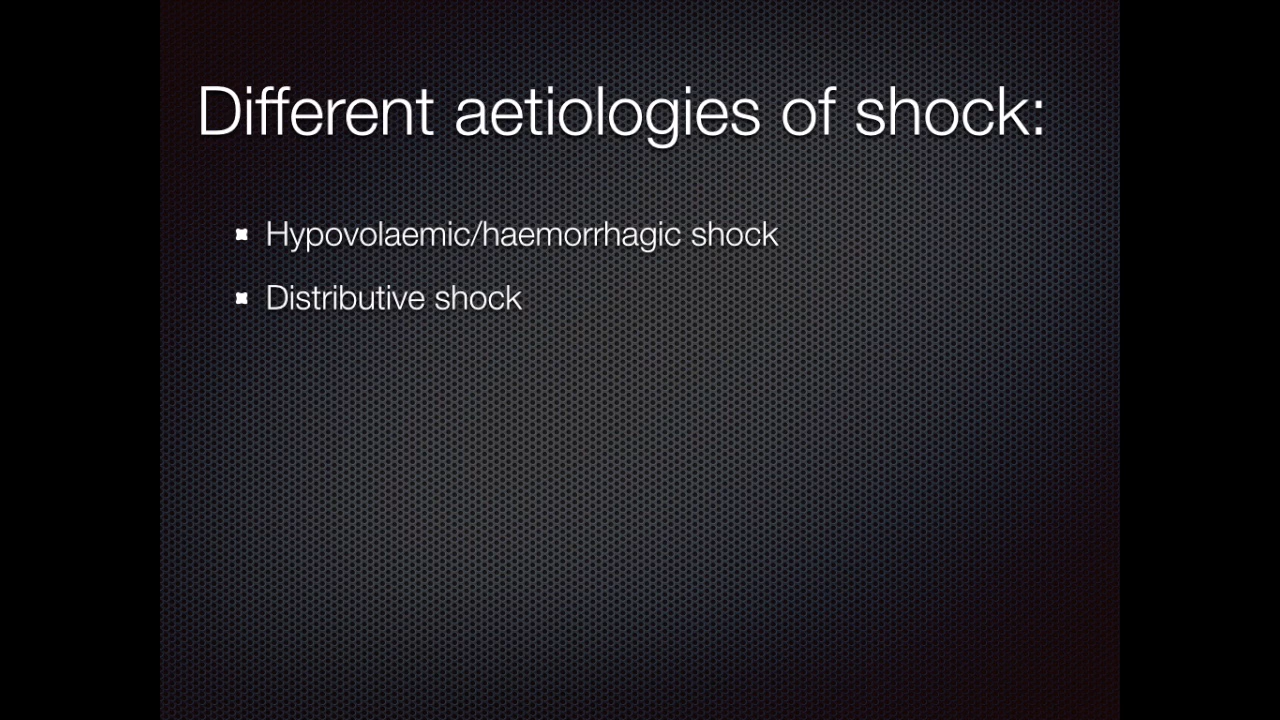 Different aetiologies of shock:
Hypovolaemic/haemorrhagic shock
Distributive shock